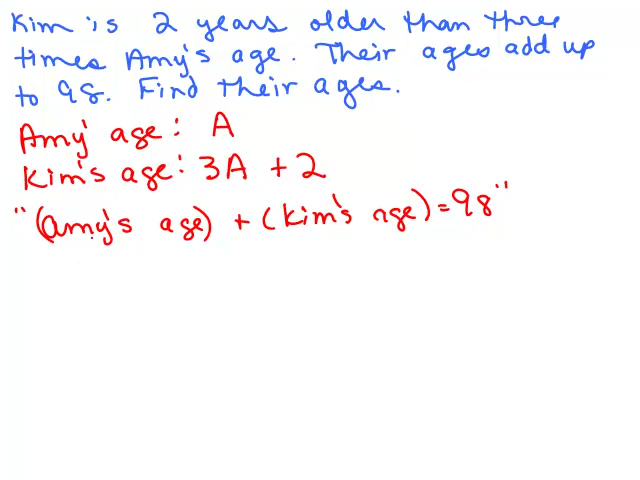 Kim is 2 years older than three
times Amy's age. Their ages add up
to 98. Find their ages.
Amy' age: A
Kim's age: 3A + 2
"(Amy's age) + (Kim's age) = 98"